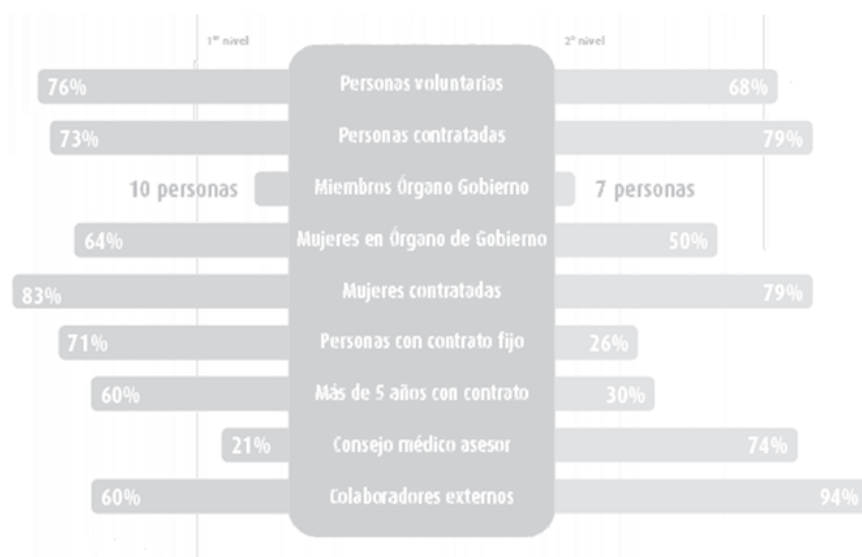 1er nivel 2º nivel
76% Personas voluntarias 68%
73% Personas contratadas 79%
10 personas Miembros Órgano Gobierno 7 personas
64% Mujeres en Órgano de Gobierno 50%
83% Mujeres contratadas 79%
71% Personas con contrato fijo 26%
60% Más de 5 años con contrato 30%
21% Consejo médico asesor 74%
60% Colaboradores externos 94%